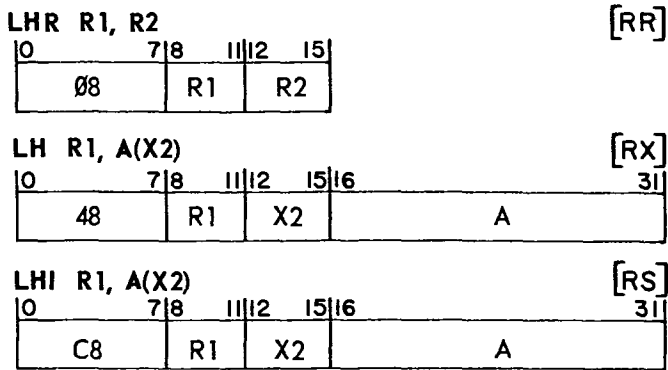 LHR R1, R2 [RR]
0 7 8 11 12 15
Ø8 R1 R2
LH R1, A(X2) [RX]
0 7 8 11 12 15 16 31
48 R1 X2 A
LHI R1, A(X2) [RS]
0 7 8 11 12 15 16 31
C8 R1 X2 A